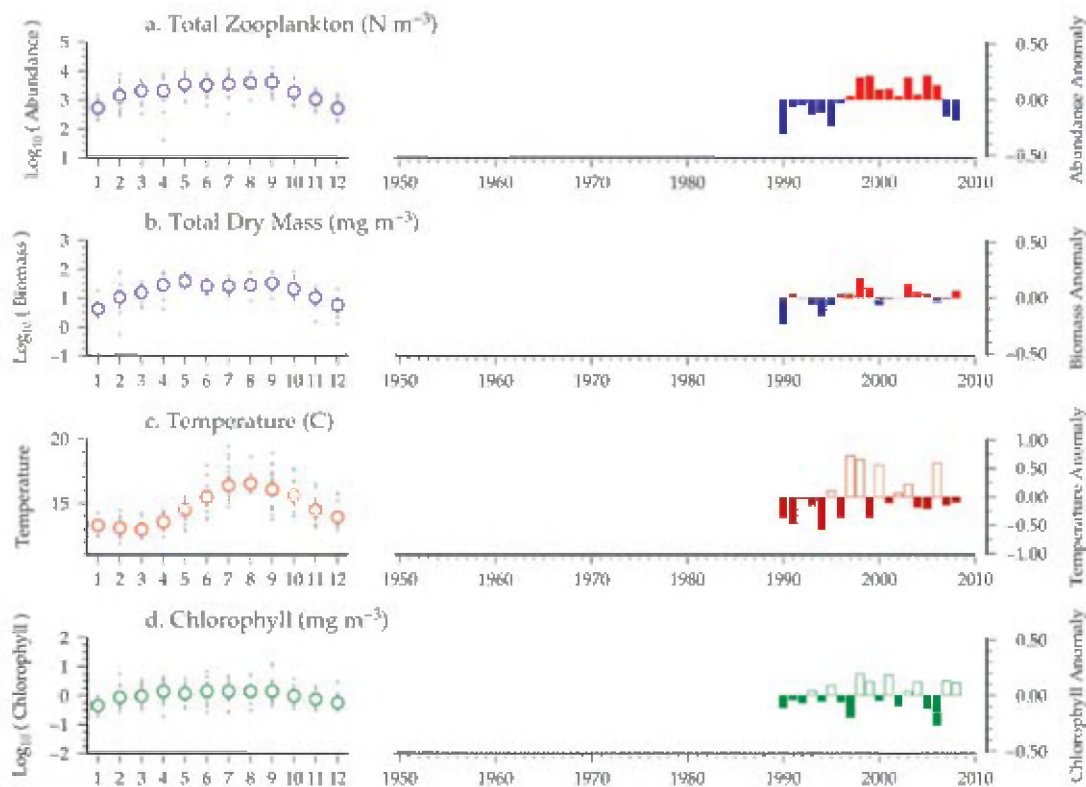 a. Total Zooplankton (N m⁻³)
Log₁₀ ( Abundance )
5
4
3
2
1
1 2 3 4 5 6 7 8 9 10 11 12
1950 1960 1970 1980 1990 2000 2010
0.50
0.00
-0.50
Abundance Anomaly
b. Total Dry Mass (mg m⁻³)
Log₁₀ ( Biomass )
3
2
1
0
-1
1 2 3 4 5 6 7 8 9 10 11 12
1950 1960 1970 1980 1990 2000 2010
0.50
0.00
-0.50
Biomass Anomaly
c. Temperature (C)
Temperature
20
15
1 2 3 4 5 6 7 8 9 10 11 12
1950 1960 1970 1980 1990 2000 2010
1.00
0.50
0.00
-0.50
-1.00
Temperature Anomaly
d. Chlorophyll (mg m⁻³)
Log₁₀ ( Chlorophyll )
2
1
0
-1
-2
1 2 3 4 5 6 7 8 9 10 11 12
1950 1960 1970 1980 1990 2000 2010
0.50
0.00
-0.50
Chlorophyll Anomaly